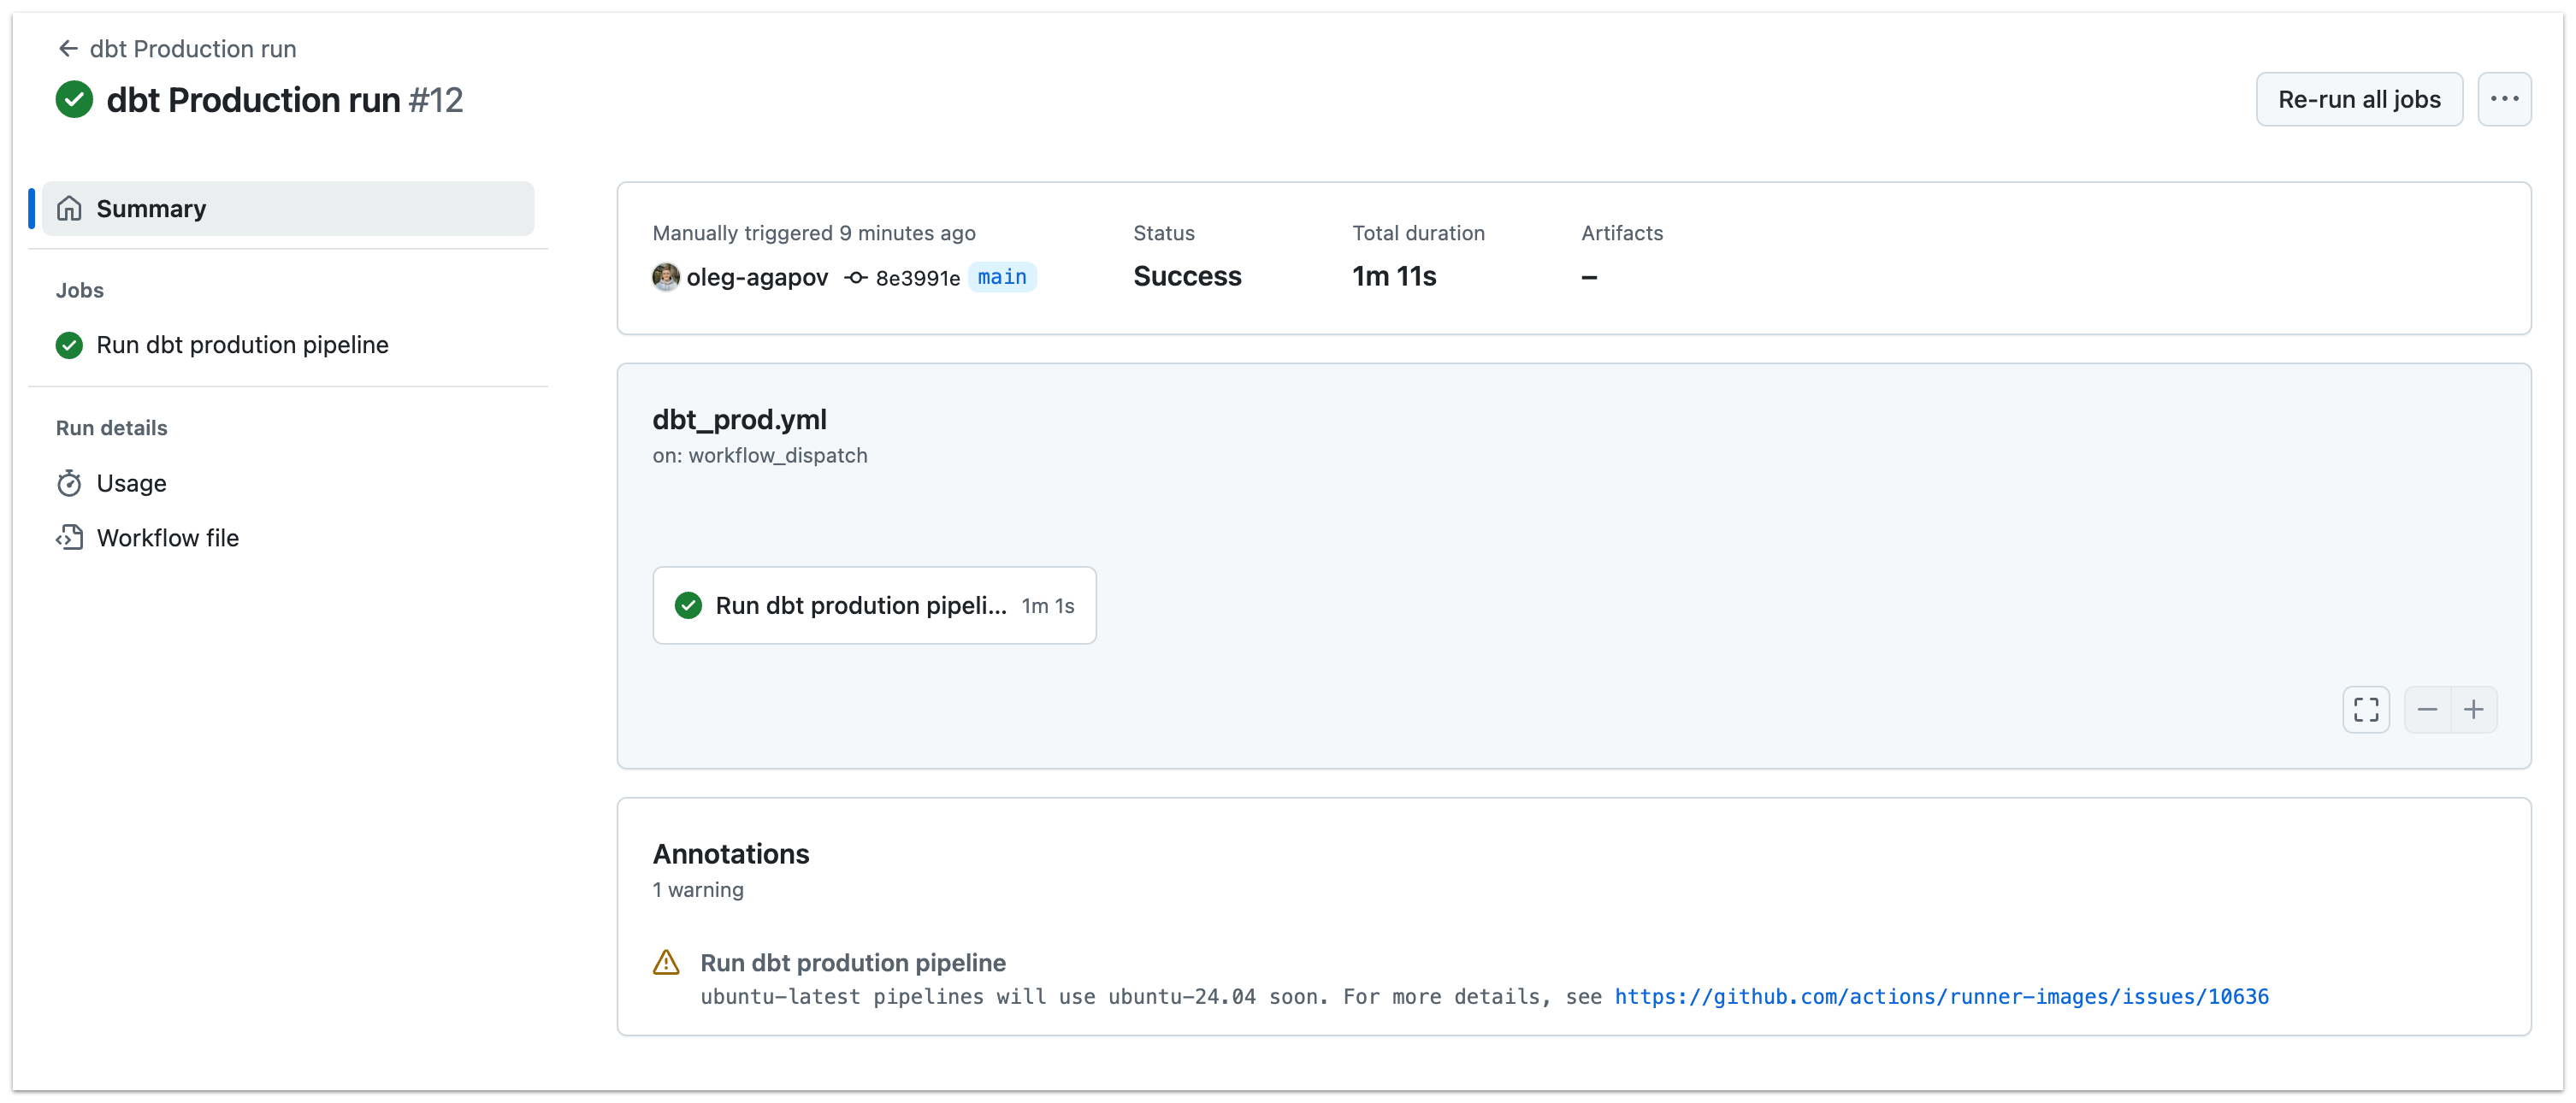 dbt Production run
dbt Production run #12
Re-run all jobs
Summary
Jobs
Run dbt prodution pipeline
Run details
Usage
Workflow file
Manually triggered 9 minutes ago
oleg-agapov 8e3991e main
Status
Success
Total duration
1m 11s
Artifacts
–
dbt_prod.yml
on: workflow_dispatch
Run dbt prodution pipeli... 1m 1s
Annotations
1 warning
Run dbt prodution pipeline
ubuntu-latest pipelines will use ubuntu-24.04 soon. For more details, see https://github.com/actions/runner-images/issues/10636